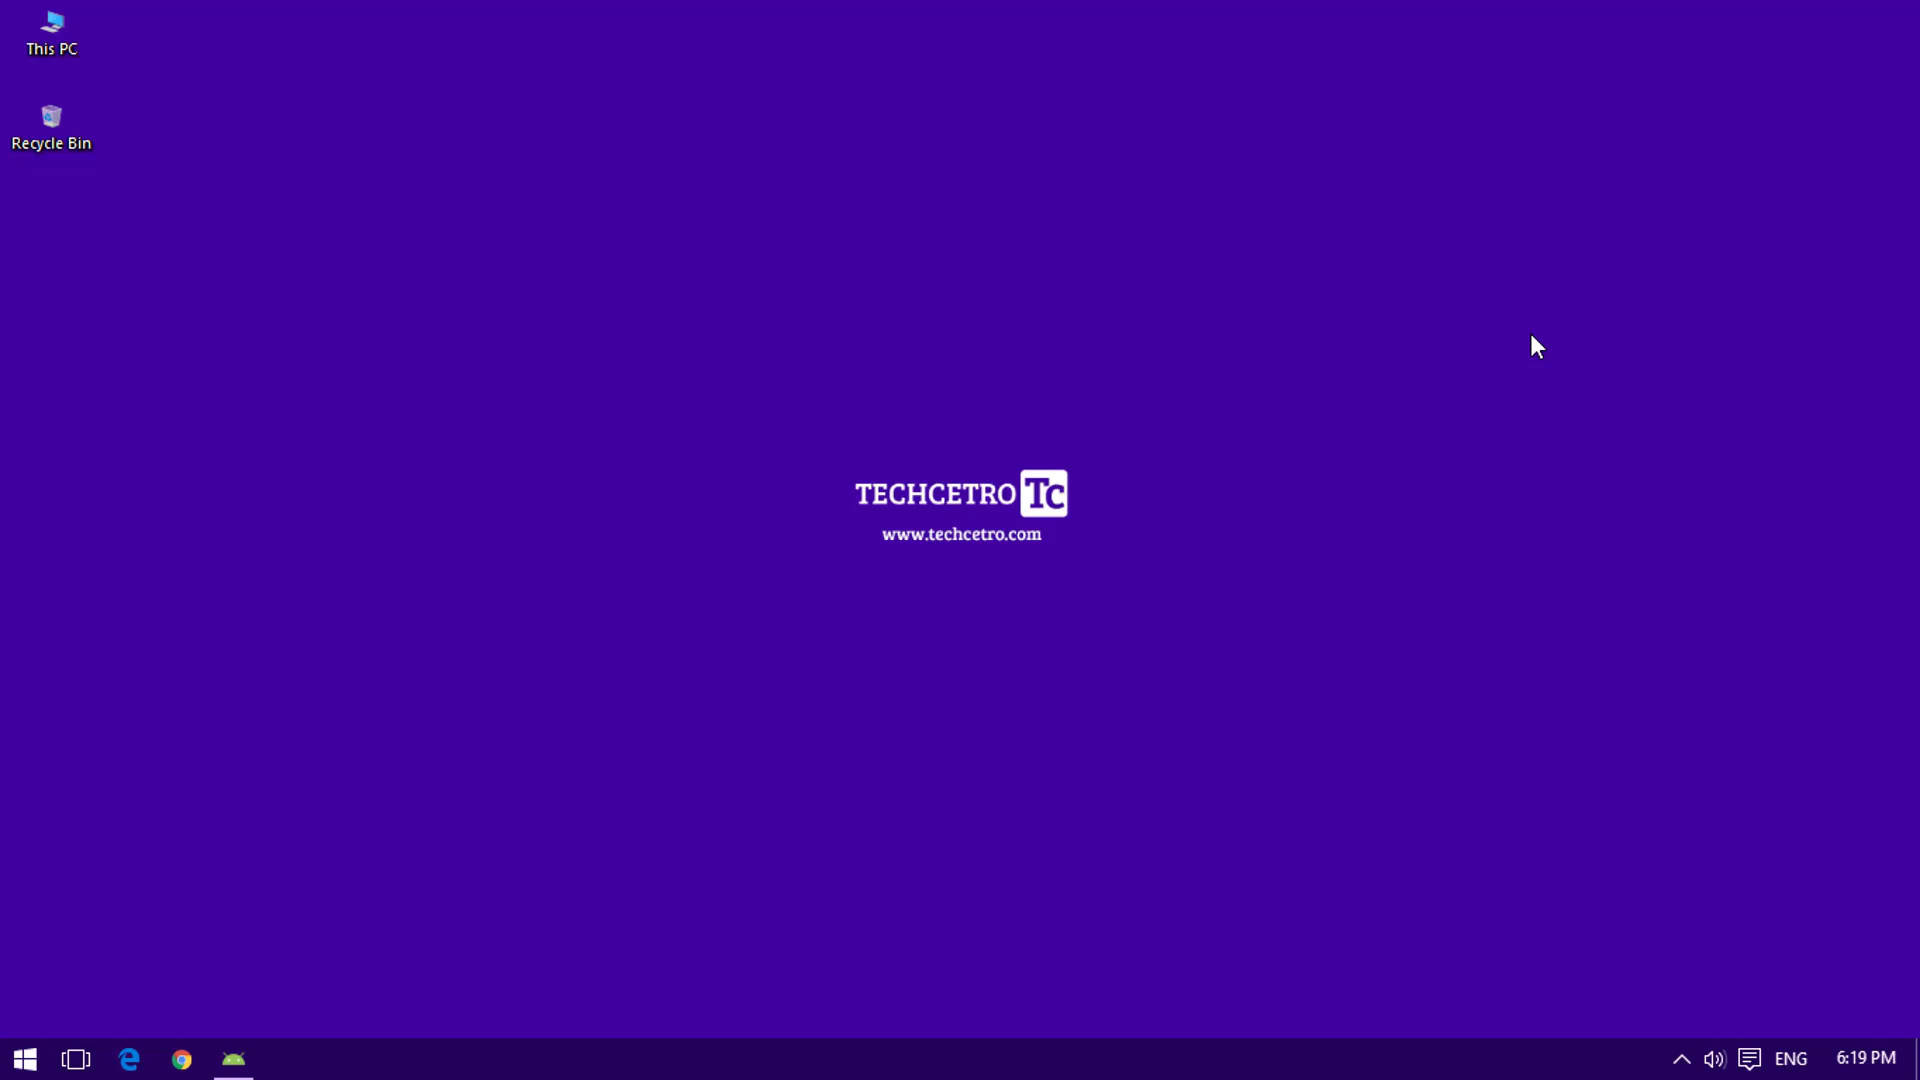 This PC
Recycle Bin
TECHCETRO Tc
www.techcetro.com
ENG
6:19 PM